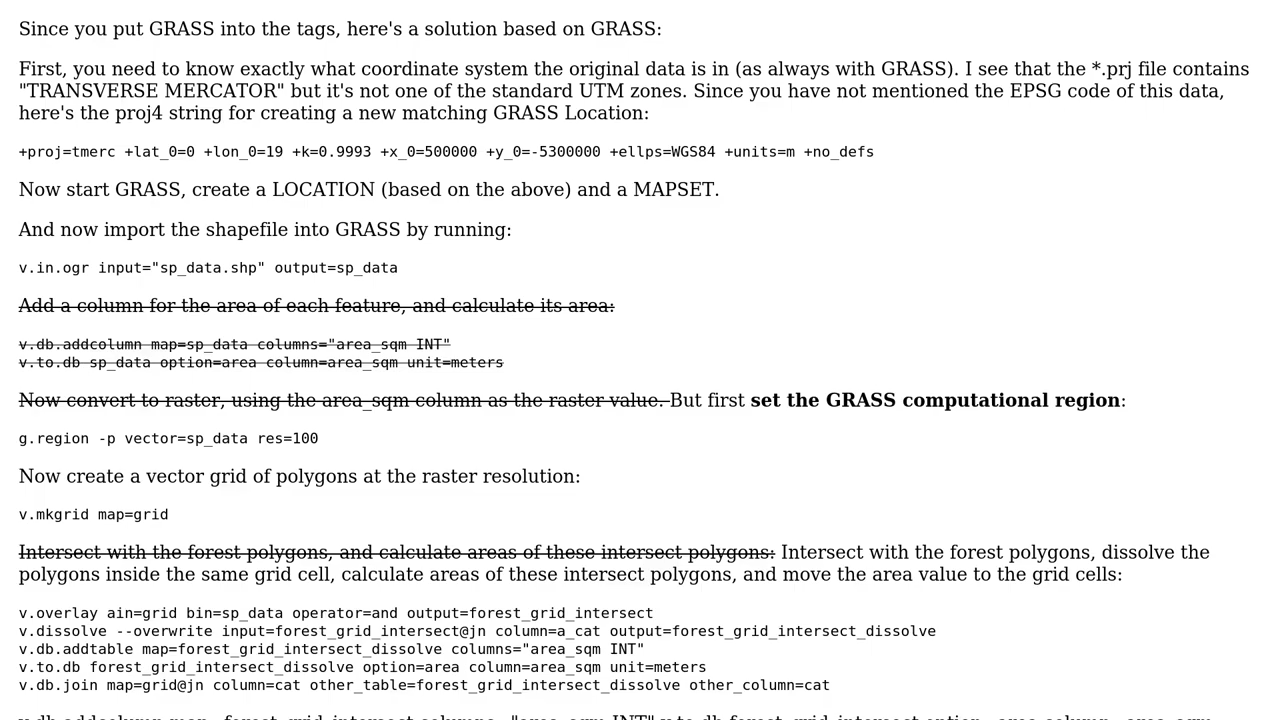 Since you put GRASS into the tags, here's a solution based on GRASS:
First, you need to know exactly what coordinate system the original data is in (as always with GRASS). I see that the *.prj file contains
"TRANSVERSE MERCATOR" but it's not one of the standard UTM zones. Since you have not mentioned the EPSG code of this data,
here's the proj4 string for creating a new matching GRASS Location:
+proj=tmerc +lat_0=0 +lon_0=19 +k=0.9993 +x_0=500000 +y_0=-5300000 +ellps=WGS84 +units=m +no_defs
Now start GRASS, create a LOCATION (based on the above) and a MAPSET.
And now import the shapefile into GRASS by running:
v.in.ogr input="sp_data.shp" output=sp_data
Add a column for the area of each feature, and calculate its area:
v.db.addcolumn map=sp_data columns="area_sqm INT"
v.to.db sp_data option=area column=area_sqm unit=meters
Now convert to raster, using the area_sqm column as the raster value. But first set the GRASS computational region:
g.region -p vector=sp_data res=100
Now create a vector grid of polygons at the raster resolution:
v.mkgrid map=grid
Intersect with the forest polygons, and calculate areas of these intersect polygons: Intersect with the forest polygons, dissolve the
polygons inside the same grid cell, calculate areas of these intersect polygons, and move the area value to the grid cells:
v.overlay ain=grid bin=sp_data operator=and output=forest_grid_intersect
v.dissolve --overwrite input=forest_grid_intersect@jn column=a_cat output=forest_grid_intersect_dissolve
v.db.addtable map=forest_grid_intersect_dissolve columns="area_sqm INT"
v.to.db forest_grid_intersect_dissolve option=area column=area_sqm unit=meters
v.db.join map=grid@jn column=cat other_table=forest_grid_intersect_dissolve other_column=cat